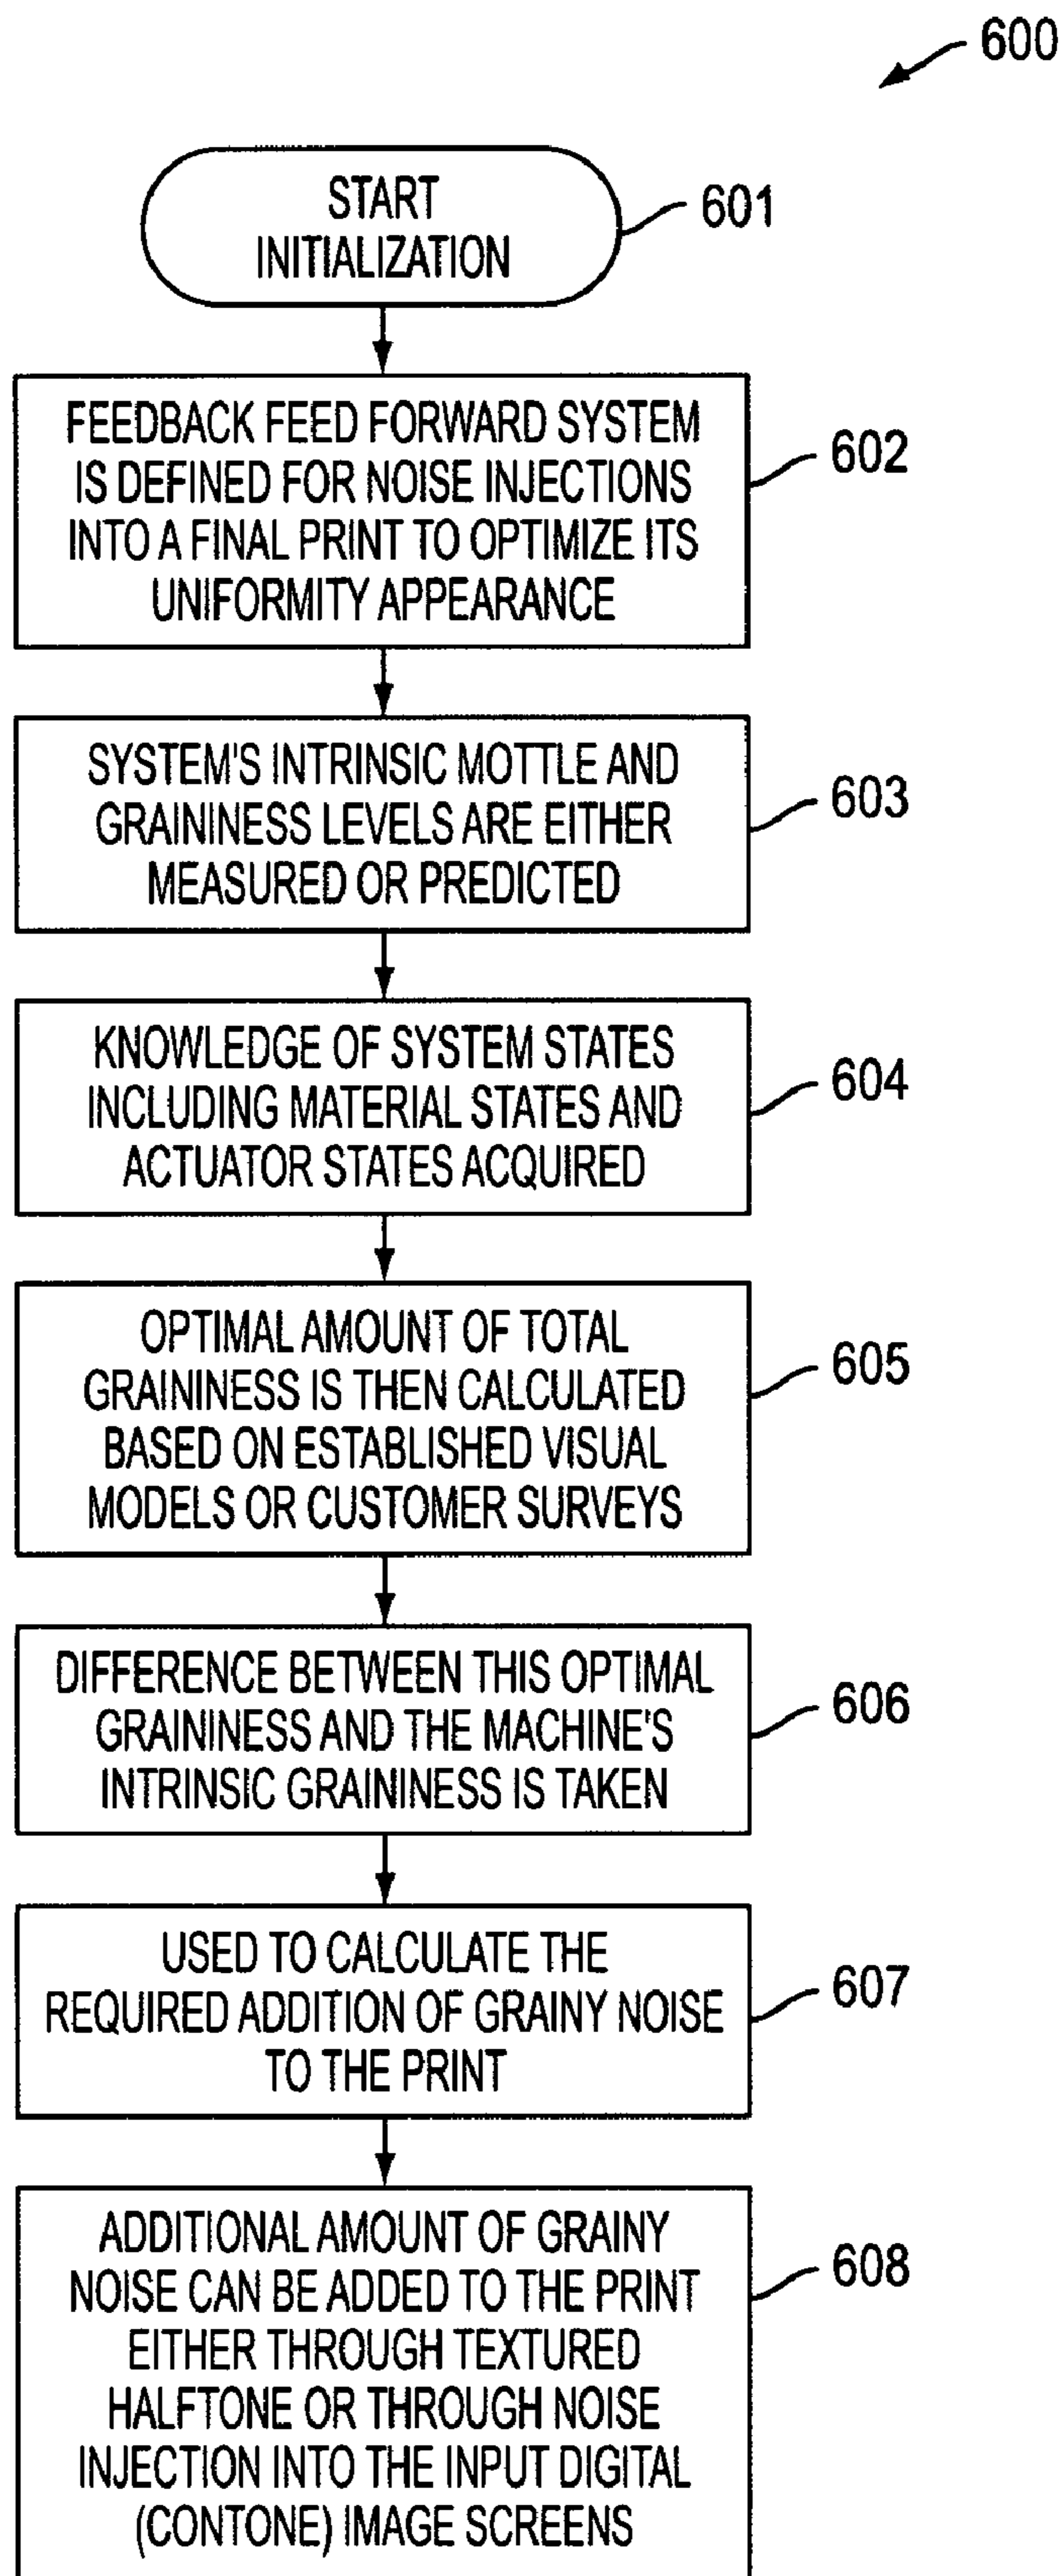 600
START
INITIALIZATION
601
FEEDBACK FEED FORWARD SYSTEM
IS DEFINED FOR NOISE INJECTIONS
INTO A FINAL PRINT TO OPTIMIZE ITS
UNIFORMITY APPEARANCE
602
SYSTEM'S INTRINSIC MOTTLE AND
GRAININESS LEVELS ARE EITHER
MEASURED OR PREDICTED
603
KNOWLEDGE OF SYSTEM STATES
INCLUDING MATERIAL STATES AND
ACTUATOR STATES ACQUIRED
604
OPTIMAL AMOUNT OF TOTAL
GRAININESS IS THEN CALCULATED
BASED ON ESTABLISHED VISUAL
MODELS OR CUSTOMER SURVEYS
605
DIFFERENCE BETWEEN THIS OPTIMAL
GRAININESS AND THE MACHINE'S
INTRINSIC GRAININESS IS TAKEN
606
USED TO CALCULATE THE
REQUIRED ADDITION OF GRAINY NOISE
TO THE PRINT
607
ADDITIONAL AMOUNT OF GRAINY
NOISE CAN BE ADDED TO THE PRINT
EITHER THROUGH TEXTURED
HALFTONE OR THROUGH NOISE
INJECTION INTO THE INPUT DIGITAL
(CONTONE) IMAGE SCREENS
608